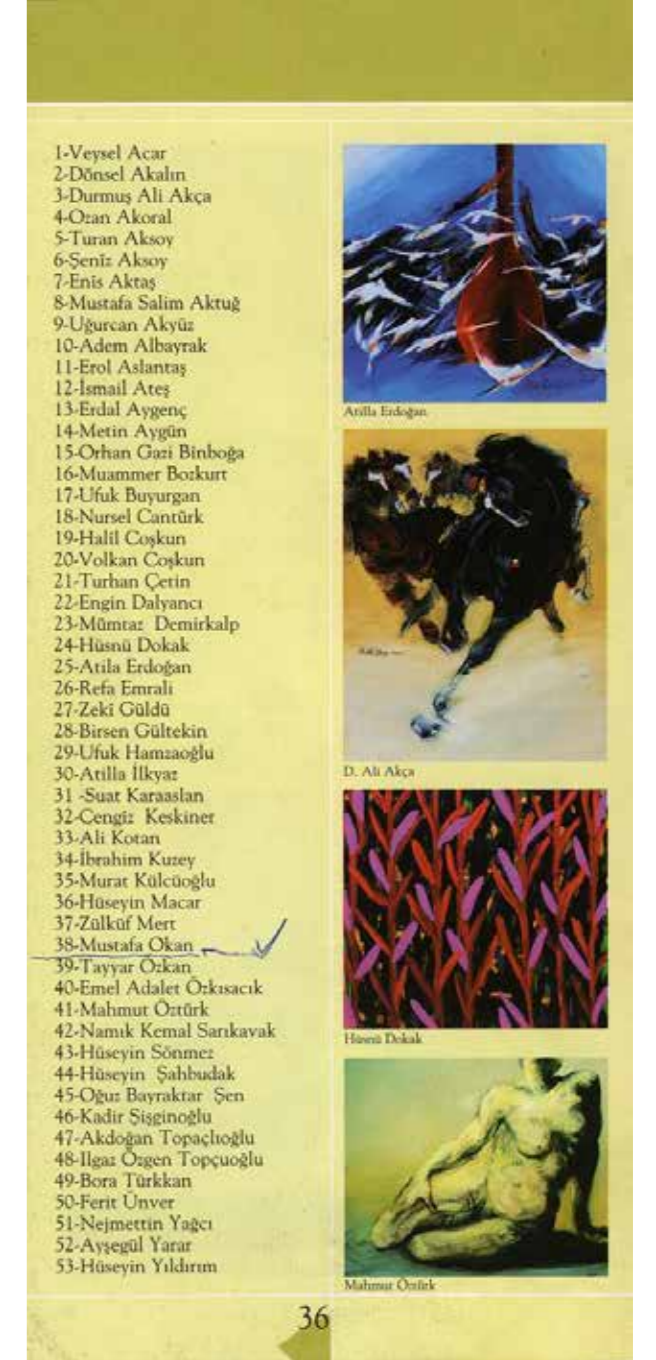 1-Veysel Acar
2-Dönsel Akalın
3-Durmuş Ali Akça
4-Ozan Akoral
5-Turan Aksoy
6-Şeniz Aksoy
7-Enis Aktaş
8-Mustafa Salim Aktuğ
9-Uğurcan Akyüz
10-Adem Albayrak
11-Erol Aslantaş
12-İsmail Ateş
13-Erdal Aygenç
14-Metin Aygün
15-Orhan Gazi Binboğa
16-Muammer Bozkurt
17-Ufuk Buyurgan
18-Nursel Cantürk
19-Halil Coşkun
20-Volkan Coşkun
21-Turhan Çetin
22-Engin Dalyancı
23-Mümtaz Demirkalp
24-Hüsnü Dokak
25-Atila Erdoğan
26-Refa Emrali
27-Zeki Güldü
28-Birsen Gültekin
29-Ufuk Hamzaoğlu
30-Atilla İlkyaz
31 -Suat Karaaslan
32-Cengiz Keskiner
33-Ali Kotan
34-İbrahim Kuzey
35-Murat Külcüoğlu
36-Hüseyin Macar
37-Zülküf Mert
38-Mustafa Okan
39-Tayyar Özkan
40-Emel Adalet Özkısacık
41-Mahmut Öztürk
42-Namık Kemal Sarıkavak
43-Hüseyin Sönmez
44-Hüseyin Şahbudak
45-Oğuz Bayraktar Şen
46-Kadir Şişginoğlu
47-Akdoğan Topaçlıoğlu
48-Ilgaz Özgen Topçuoğlu
49-Bora Türkkan
50-Ferit Ünver
51-Nejmettin Yağcı
52-Ayşegül Yarar
53-Hüseyin Yıldırım
Atilla Erdoğan
D. Ali Akça
Hüsnü Dokak
Mahmut Öztürk
36